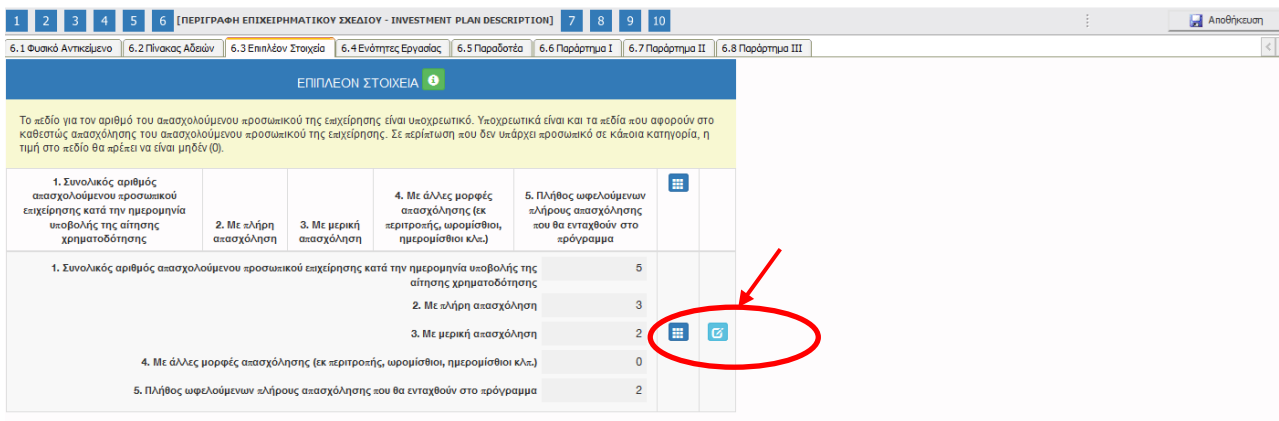 1 2 3 4 5 6 [ΠΕΡΙΓΡΑΦΗ ΕΠΙΧΕΙΡΗΜΑΤΙΚΟΥ ΣΧΕΔΙΟΥ - INVESTMENT PLAN DESCRIPTION] 7 8 9 10 Αποθήκευση
6.1 Φυσικό Αντικείμενο 6.2 Πίνακας Αδειών 6.3 Επιπλέον Στοιχεία 6.4 Ενότητες Εργασίας 6.5 Παραδοτέα 6.6 Παράρτημα I 6.7 Παράρτημα II 6.8 Παράρτημα III
ΕΠΙΠΛΕΟΝ ΣΤΟΙΧΕΙΑ
Το πεδίο για τον αριθμό του απασχολούμενου προσωπικού της επιχείρησης είναι υποχρεωτικό. Υποχρεωτικά είναι και τα πεδία που αφορούν στο
καθεστώς απασχόλησης του απασχολούμενου προσωπικού της επιχείρησης. Σε περίπτωση που δεν υπάρχει προσωπικό σε κάποια κατηγορία, η
τιμή στο πεδίο θα πρέπει να είναι μηδέν (0).
1. Συνολικός αριθμός
απασχολούμενου προσωπικού
επιχείρησης κατά την ημερομηνία
υποβολής της αίτησης
χρηματοδότησης
2. Με πλήρη
απασχόληση
3. Με μερική
απασχόληση
4. Με άλλες μορφές
απασχόλησης (εκ
περιτροπής, ωρομίσθιοι,
ημερομίσθιοι κλπ.)
5. Πλήθος ωφελούμενων
πλήρους απασχόλησης
που θα ενταχθούν στο
πρόγραμμα
1. Συνολικός αριθμός απασχολούμενου προσωπικού επιχείρησης κατά την ημερομηνία υποβολής της 5
αίτησης χρηματοδότησης
2. Με πλήρη απασχόληση 3
3. Με μερική απασχόληση 2
4. Με άλλες μορφές απασχόλησης (εκ περιτροπής, ωρομίσθιοι, ημερομίσθιοι κλπ.) 0
5. Πλήθος ωφελούμενων πλήρους απασχόλησης που θα ενταχθούν στο πρόγραμμα 2